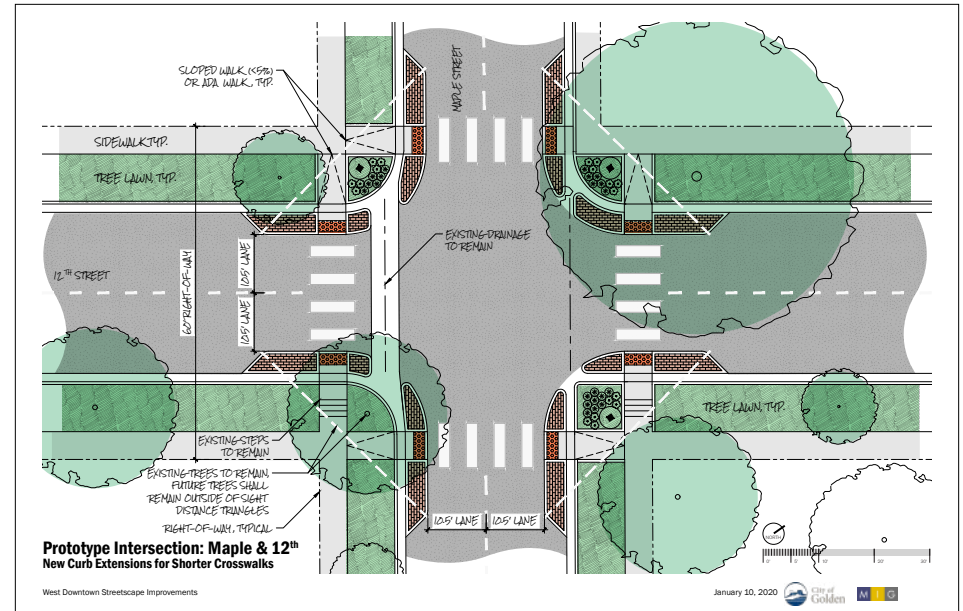 MAPLE STREET
SLOPED WALK (<5%)
OR ADA WALK, TYP.
SIDEWALK TYP.
TREE LAWN, TYP.
EXISTING DRAINAGE
TO REMAIN
12TH STREET
60' RIGHT-OF-WAY
10.5' LANE
10.5' LANE
TREE LAWN, TYP.
EXISTING STEPS
TO REMAIN
EXISTING TREES TO REMAIN,
FUTURE TREES SHALL
REMAIN OUTSIDE OF SIGHT
DISTANCE TRIANGLES
RIGHT-OF-WAY, TYPICAL
10.5' LANE
10.5' LANE
NORTH
0' 5' 10' 20'
Prototype Intersection: Maple & 12th
New Curb Extensions for Shorter Crosswalks
West Downtown Streetscape Improvements
January 10, 2020
City of
Golden
M I G